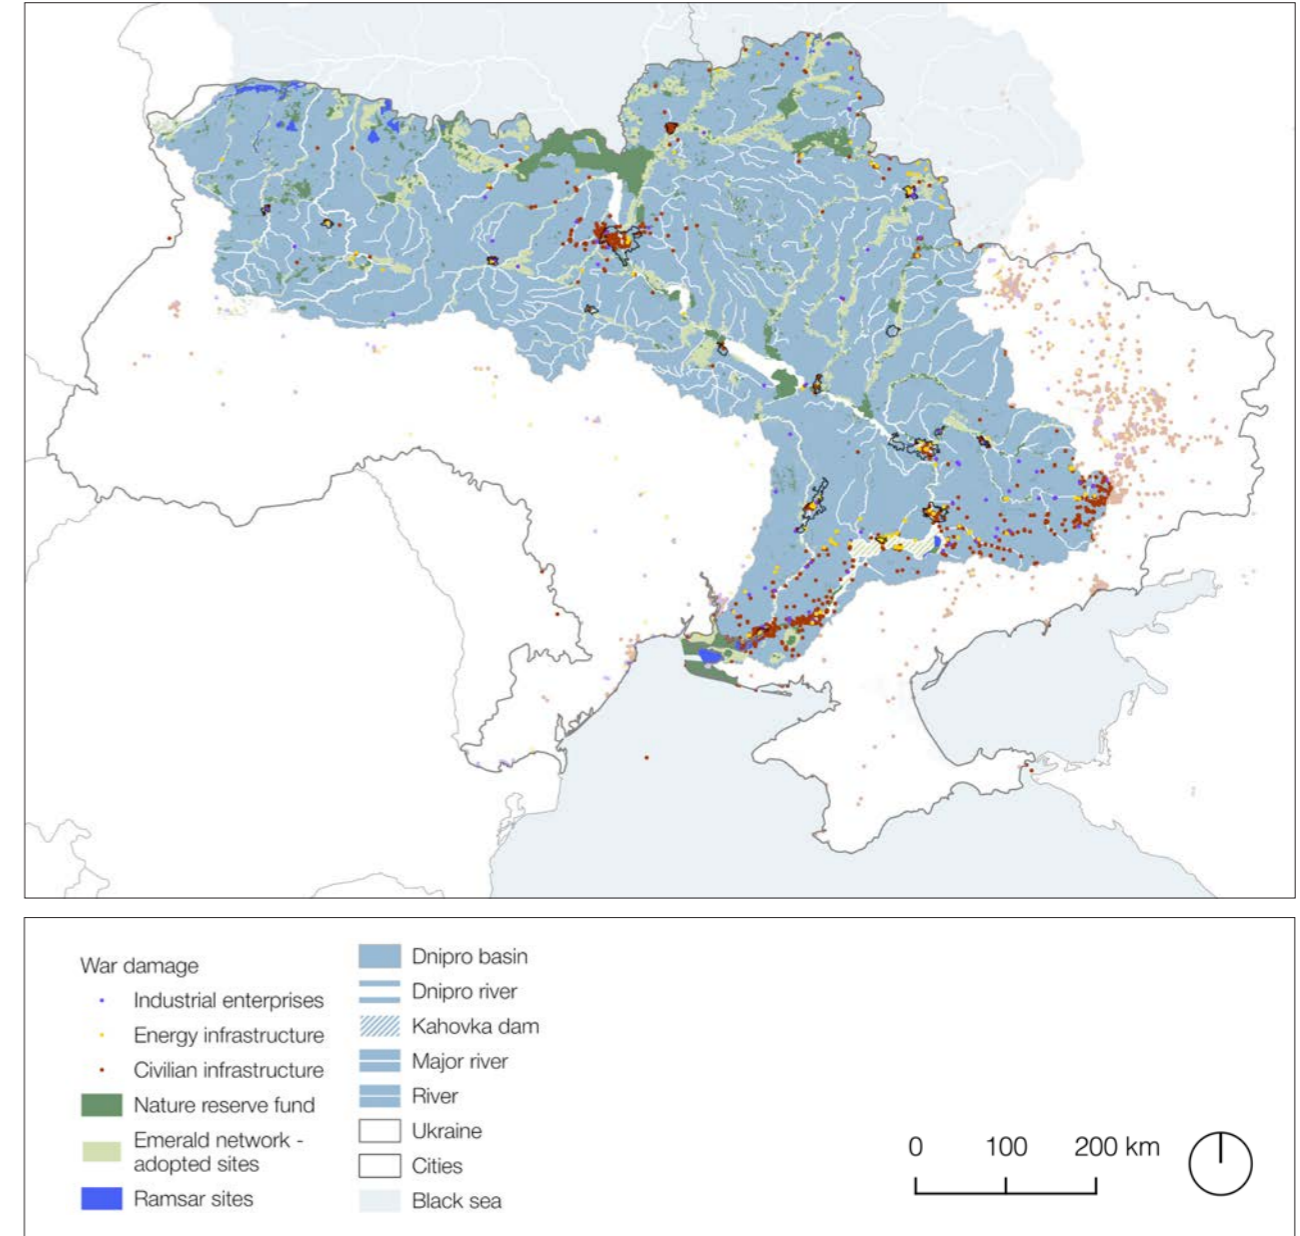 War damage
Industrial enterprises
Energy infrastructure
Civilian infrastructure
Nature reserve fund
Emerald network -
adopted sites
Ramsar sites
Dnipro basin
Dnipro river
Kahovka dam
Major river
River
Ukraine
Cities
Black sea
0 100 200 km